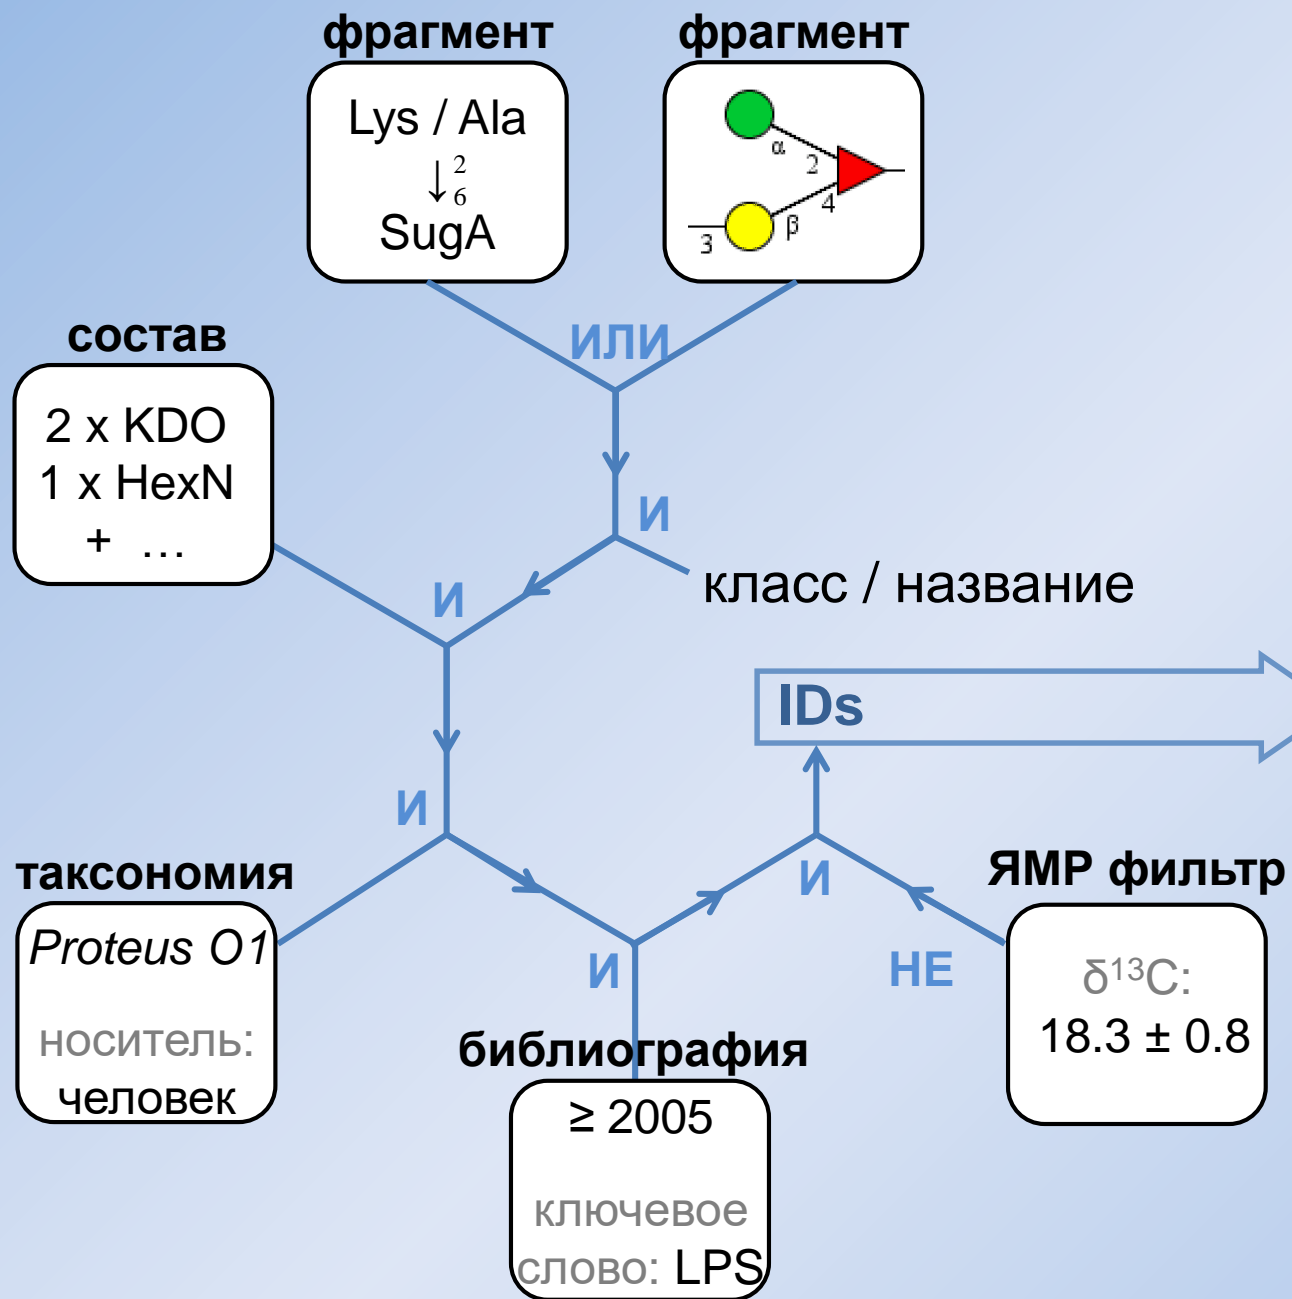 фрагмент
фрагмент
Lys / Ala
2
6
SugA
α
2
4
β
3
ИЛИ
состав
2 x KDO
1 x HexN
+ …
И
класс / название
И
IDs
И
таксономия
Proteus O1
носитель:
человек
И
НЕ
ЯМР фильтр
δ¹³C:
18.3 ± 0.8
И
библиография
≥ 2005
ключевое
слово: LPS